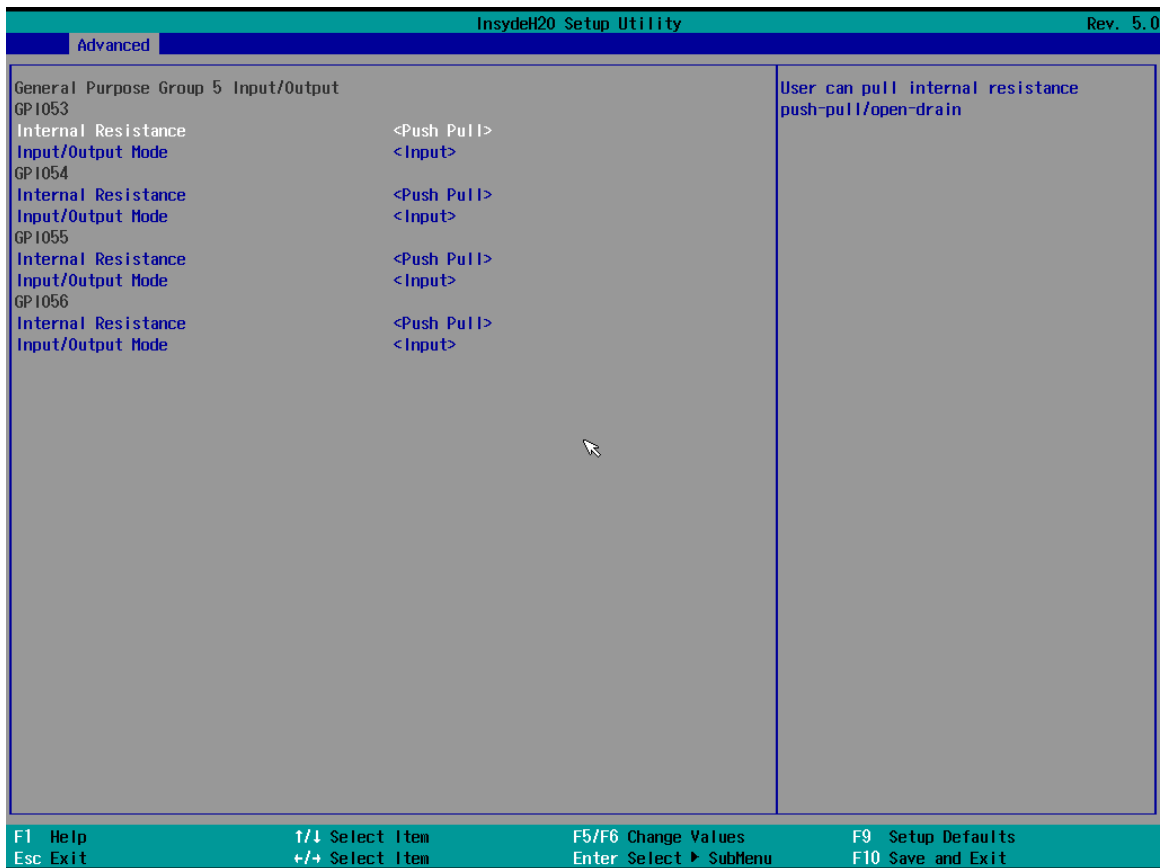 InsydeH20 Setup Utility Rev. 5.0
Advanced
General Purpose Group 5 Input/Output
GPIO53
Internal Resistance <Push Pull>
Input/Output Mode <Input>
GPIO54
Internal Resistance <Push Pull>
Input/Output Mode <Input>
GPIO55
Internal Resistance <Push Pull>
Input/Output Mode <Input>
GPIO56
Internal Resistance <Push Pull>
Input/Output Mode <Input>
User can pull internal resistance
push-pull/open-drain
F1 Help ↑/↓ Select Item F5/F6 Change Values F9 Setup Defaults
Esc Exit ←/→ Select Item Enter Select ▶ SubMenu F10 Save and Exit